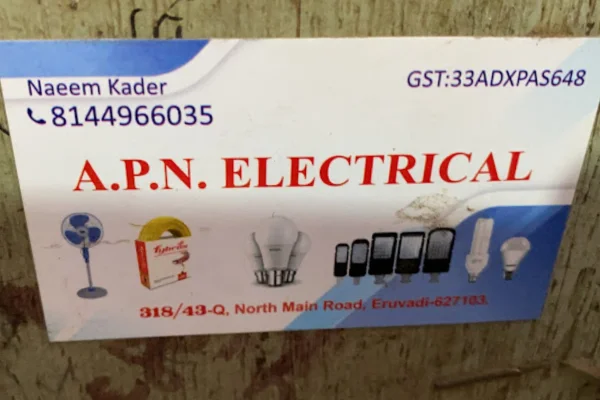 Naeem Kader
GST:33ADXPAS648
8144966035
A.P.N. ELECTRICAL
318/43-Q, North Main Road, Eruvadi-627103.